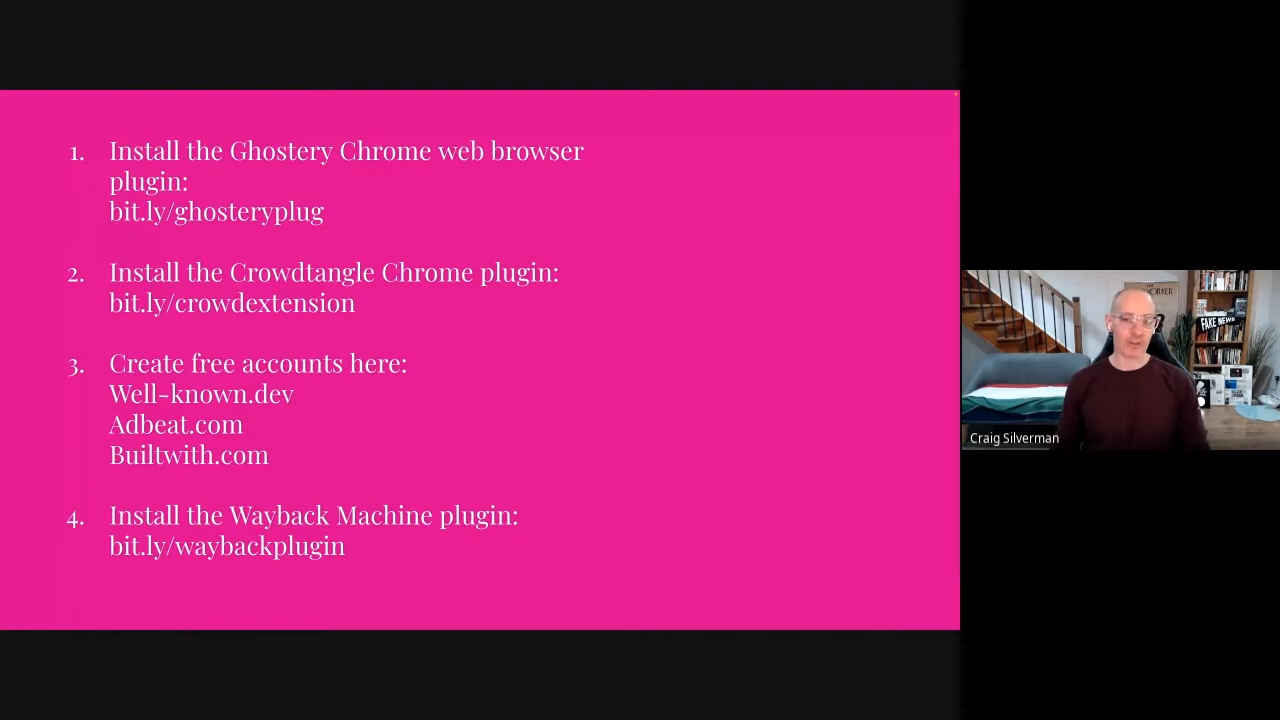 1. Install the Ghostery Chrome web browser
plugin:
bit.ly/ghosteryplug
2. Install the Crowdtangle Chrome plugin:
bit.ly/crowdextension
3. Create free accounts here:
Well-known.dev
Adbeat.com
Builtwith.com
4. Install the Wayback Machine plugin:
bit.ly/waybackplugin
FAKE NEWS
Craig Silverman